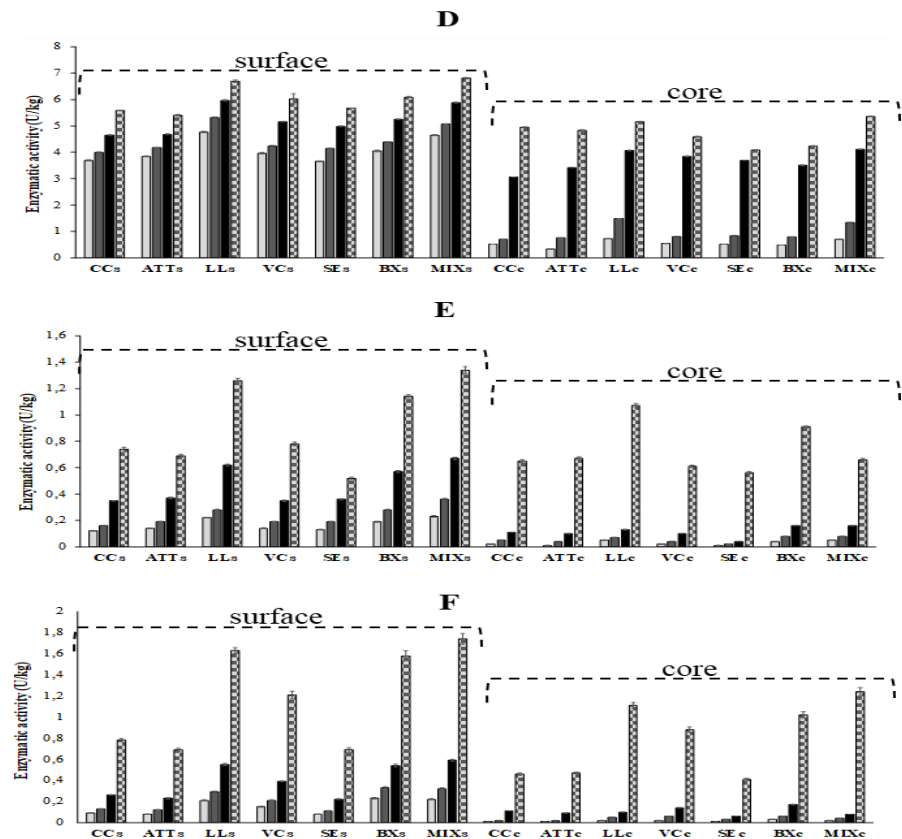 D
surface
core
Enzymatic activity (U/kg)
8
7
6
5
4
3
2
1
0
CCs ATTs LLs VCs SEs BXs MIXs CCc ATTc LLc VCc SEc BXc MIXc
E
surface
core
Enzymatic activity (U/kg)
1,6
1,4
1,2
1
0,8
0,6
0,4
0,2
0
CCs ATTs LLs VCs SEs BXs MIXs CCc ATTc LLc VCc SEc BXc MIXc
F
surface
core
Enzymatic activity (U/kg)
2
1,8
1,6
1,4
1,2
1
0,8
0,6
0,4
0,2
0
CCs ATTs LLs VCs SEs BXs MIXs CCc ATTc LLc VCc SEc BXc MIXc